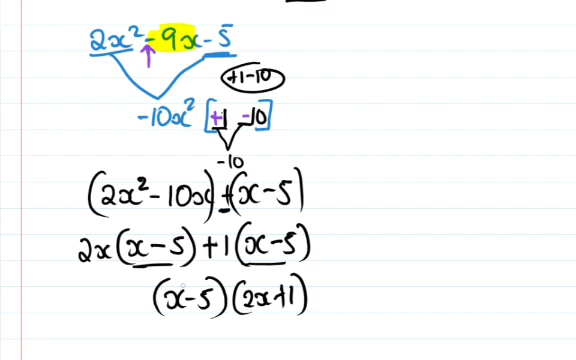 2x² - 9x - 5
+1-10
-10x² [+1 -10]
-10
(2x² - 10x) + (x - 5)
2x (x - 5) + 1 (x - 5)
(x - 5) (2x + 1)